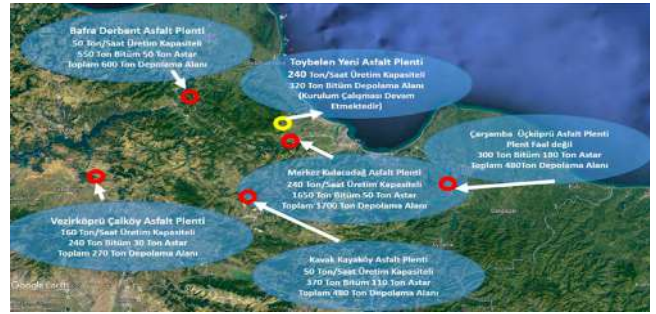 Bafra Derbent Asfalt Plenti
50 Ton/Saat Üretim Kapasiteli
550 Ton Bitüm 50 Ton Astar
Toplam 600 Ton Depolama Alanı
Toybelen Yeni Asfalt Plenti
240 Ton/Saat Üretim Kapasiteli
320 Ton Bitüm Depolama Alanı
(Kurulum Çalışması Devam
Etmektedir)
Çarşamba Üçköprü Asfalt Plenti
Plent Faal değil
300 Ton Bitüm 180 Ton Astar
Toplam 480Ton Depolama Alanı
Merkez Kulacadağ Asfalt Plenti
240 Ton/Saat Üretim Kapasiteli
1650 Ton Bitüm 50 Ton Astar
Toplam 1700 Ton Depolama Alanı
Vezirköprü Çalköy Asfalt Plenti
160 Ton/Saat Üretim Kapasiteli
240 Ton Bitüm 30 Ton Astar
Toplam 270 Ton Depolama Alanı
Kavak Kayaköy Asfalt Plenti
50 Ton/Saat Üretim Kapasiteli
370 Ton Bitüm 110 Ton Astar
Toplam 480 Ton Depolama Alanı
Google Earth